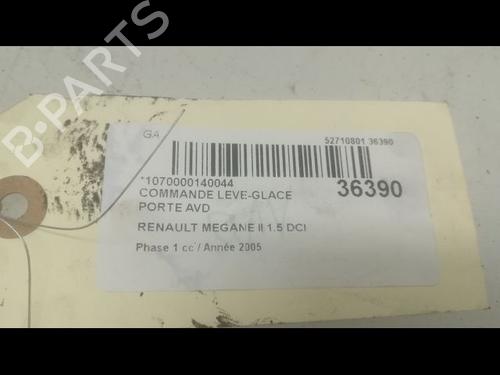 B-PARTS
GA
52710801 36390
*1070000140044
COMMANDE LEVE-GLACE
36390
PORTE AVD
RENAULT MEGANE II 1.5 DCI
Phase 1 cc / Année 2005